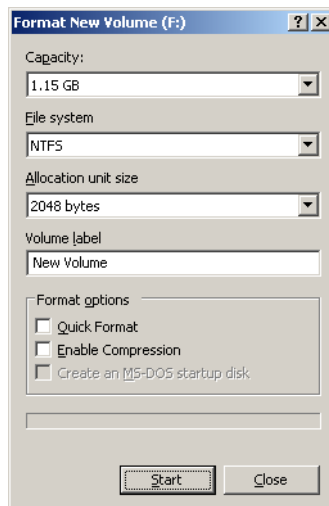 Format New Volume (F:)
Capacity:
1.15 GB
File system
NTFS
Allocation unit size
2048 bytes
Volume label
New Volume
Format options
Quick Format
Enable Compression
Create an MS-DOS startup disk
Start Close